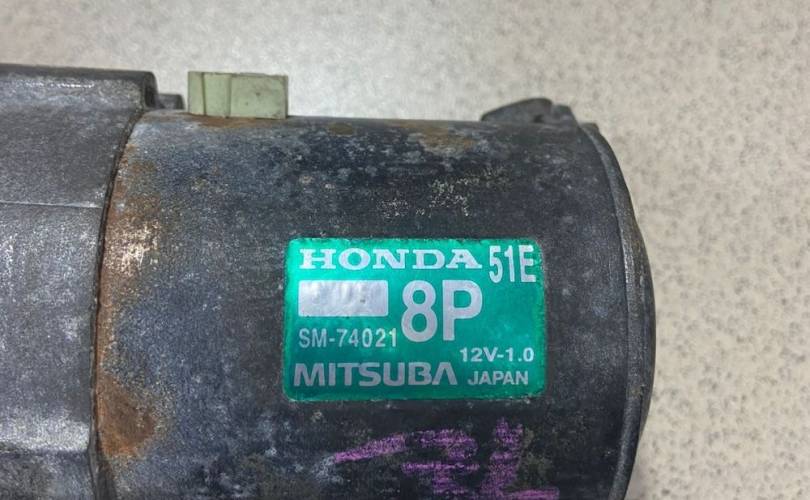 HONDA 51E
8P
SM-74021
12V-1.0
MITSUBA JAPAN